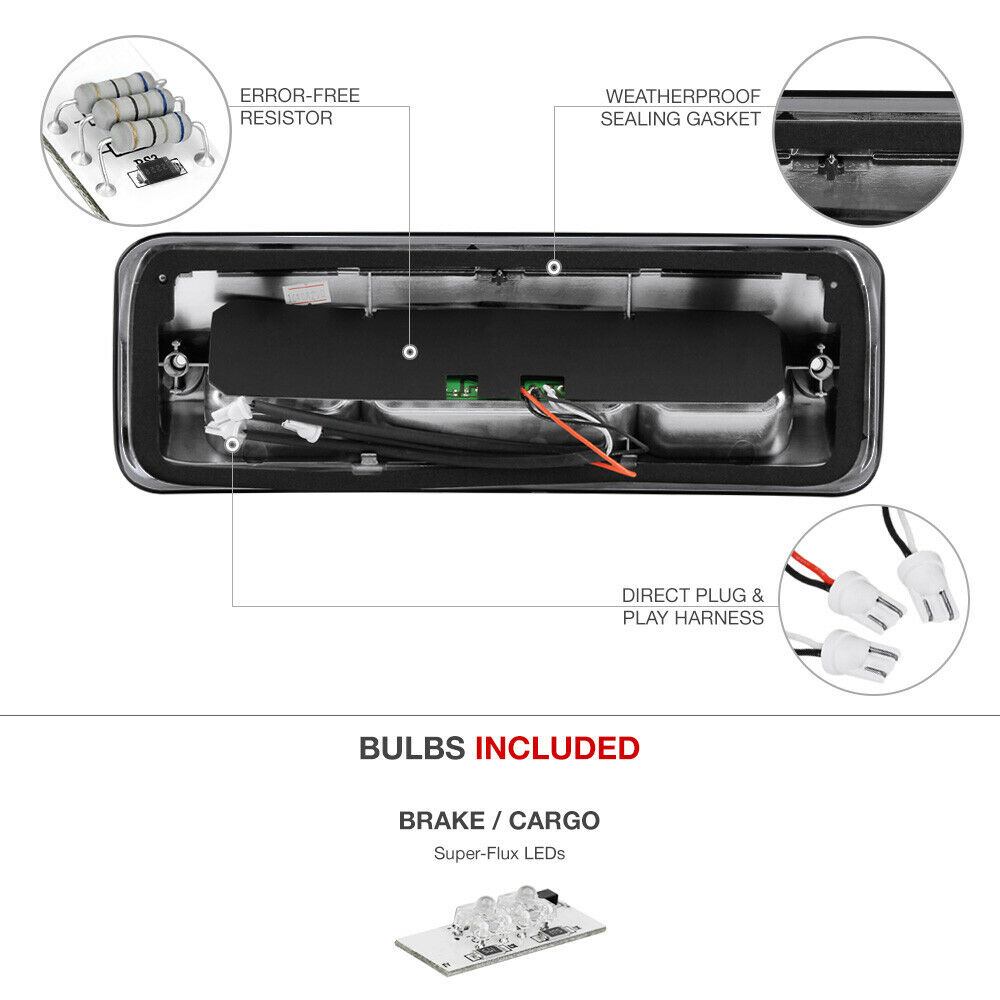 ERROR-FREE
RESISTOR
WEATHERPROOF
SEALING GASKET
DIRECT PLUG &
PLAY HARNESS
BULBS INCLUDED
BRAKE / CARGO
Super-Flux LEDs